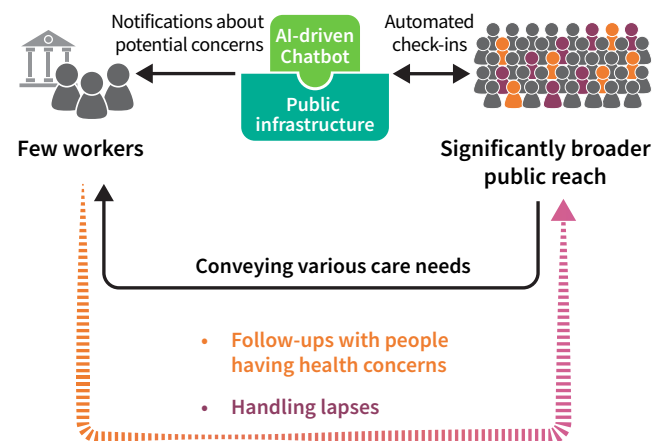 Notifications about
potential concerns
AI-driven
Chatbot
Public
infrastructure
Automated
check-ins
Few workers
Significantly broader
public reach
Conveying various care needs
• Follow-ups with people
having health concerns
• Handling lapses